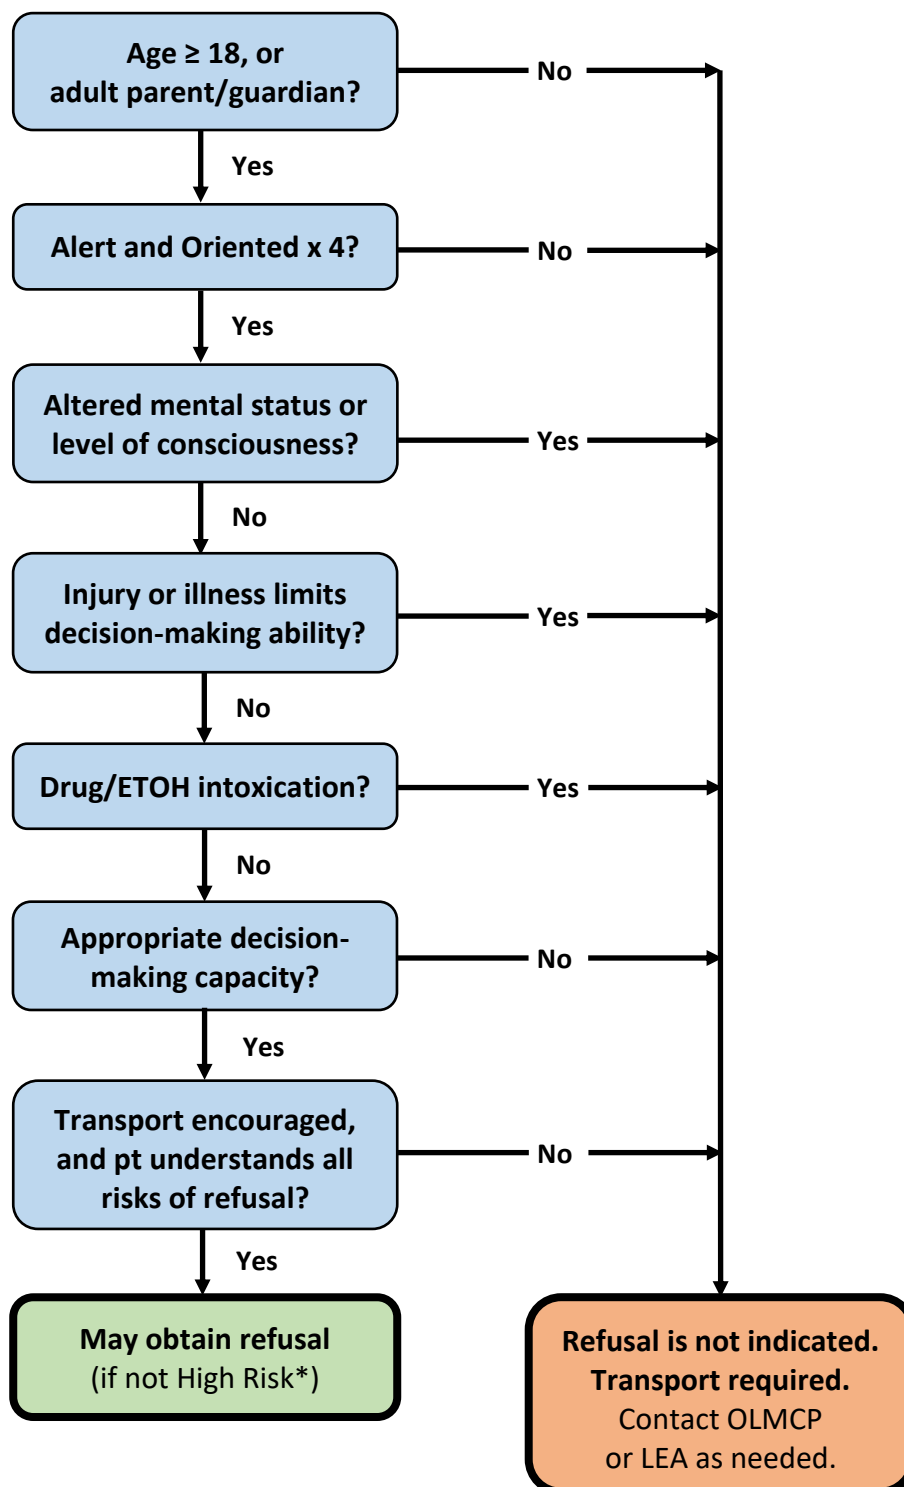 Age ≥ 18, or
adult parent/guardian?
No
Yes
Alert and Oriented x 4?
No
Yes
Altered mental status or
level of consciousness?
Yes
No
Injury or illness limits
decision-making ability?
Yes
No
Drug/ETOH intoxication?
Yes
No
Appropriate decision-
making capacity?
No
Yes
Transport encouraged,
and pt understands all
risks of refusal?
No
Yes
May obtain refusal
(if not High Risk*)
Refusal is not indicated.
Transport required.
Contact OLMCP
or LEA as needed.